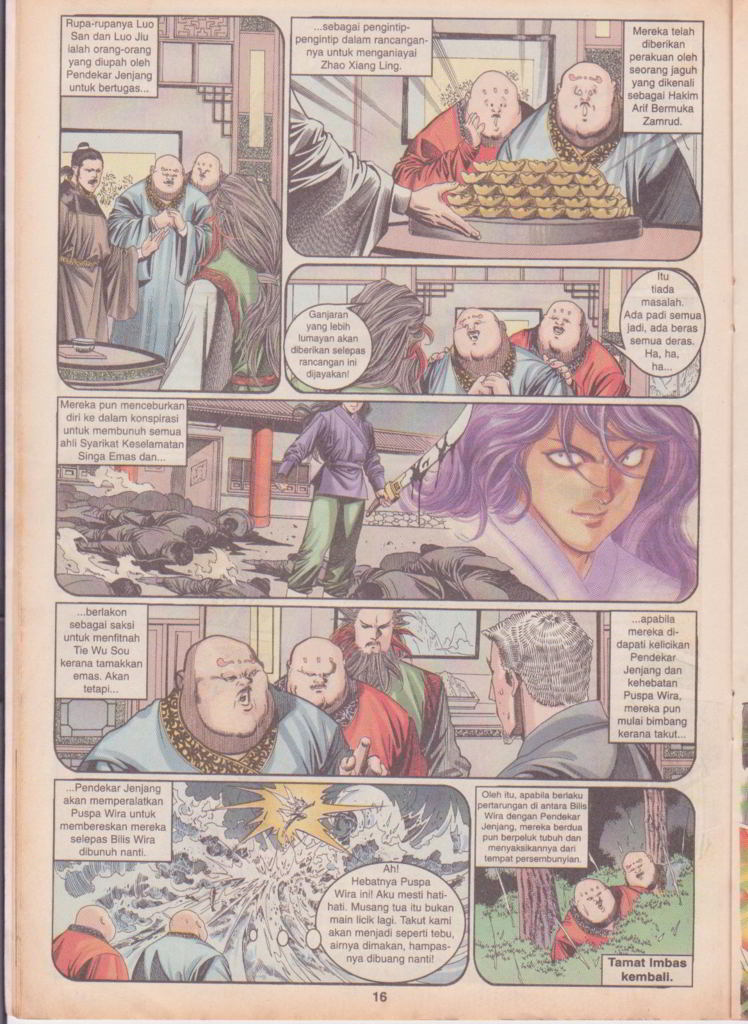 Rupa-rupanya Luo
San dan Luo Jiu
ialah orang-orang
yang diupah oleh
Pendekar Jenjang
untuk bertugas...
...sebagai pengintip-
pengintip dalam rancangan-
nya untuk menganiayai
Zhao Xiang Ling.
Mereka telah
diberikan
perakuan oleh
seorang jaguh
yang dikenali
sebagai Hakim
Arif Bermuka
Zamrud.
Ganjaran
yang lebih
lumayan akan
diberikan selepas
rancangan ini
dijayakan!
Itu
tiada
masalah.
Ada padi semua
jadi, ada beras
semua deras.
Ha, ha,
ha...
Mereka pun menceburkan
diri ke dalam konspirasi
untuk membunuh semua
ahli Syarikat Keselamatan
Singa Emas dan...
...berlakon
sebagai saksi
untuk menfitnah
Tie Wu Sou
kerana tamakkan
emas. Akan
tetapi...
...apabila
mereka di-
dapati kelicikan
Pendekar
Jenjang dan
kehebatan
Puspa Wira,
mereka pun
mulai bimbang
kerana takut...
...Pendekar Jenjang
akan memperalatkan
Puspa Wira untuk
membereskan mereka
selepas Bilis Wira
dibunuh nanti.
Ah!
Hebatnya Puspa
Wira ini! Aku mesti hati-
hati. Musang tua itu bukan
main licik lagi. Takut kami
akan menjadi seperti tebu,
airnya dimakan, hampas-
nya dibuang nanti!
Oleh itu, apabila berlaku
pertarungan di antara Bilis
Wira dengan Pendekar
Jenjang, mereka berdua
pun berpeluk tubuh dan
menyaksikannya dari
tempat persembunyian.
Tamat Imbas
kembali.
16